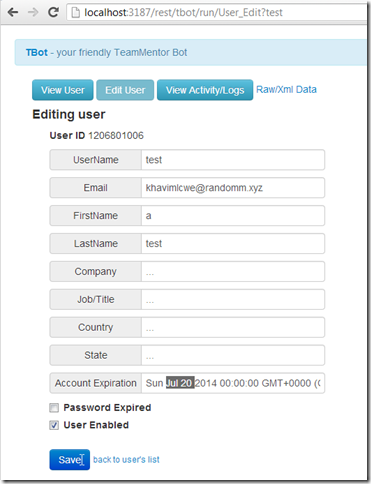 localhost:3187/rest/tbot/run/User_Edit?test
TBot - your friendly TeamMentor Bot
View User Edit User View Activity/Logs Raw/Xml Data
Editing user
User ID 1206801006
UserName test
Email khavimlcwe@randomm.xyz
FirstName a
LastName test
Company ...
Job/Title ...
Country ...
State ...
Account Expiration Sun Jul 20 2014 00:00:00 GMT+0000 (
Password Expired
User Enabled
Save back to user's list